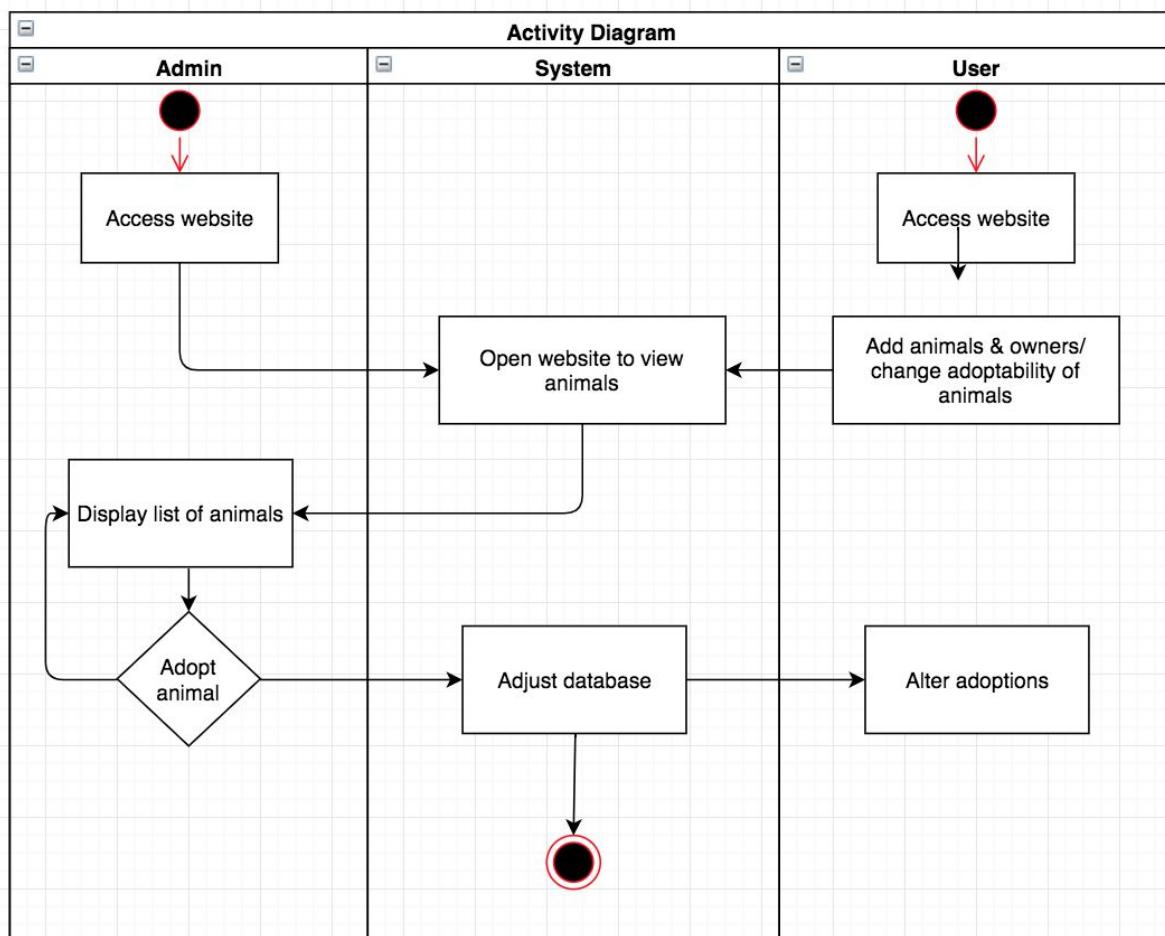 Activity Diagram
Admin
System
User
Access website
Access website
Open website to view
animals
Add animals & owners/
change adoptability of
animals
Display list of animals
Adopt
animal
Adjust database
Alter adoptions